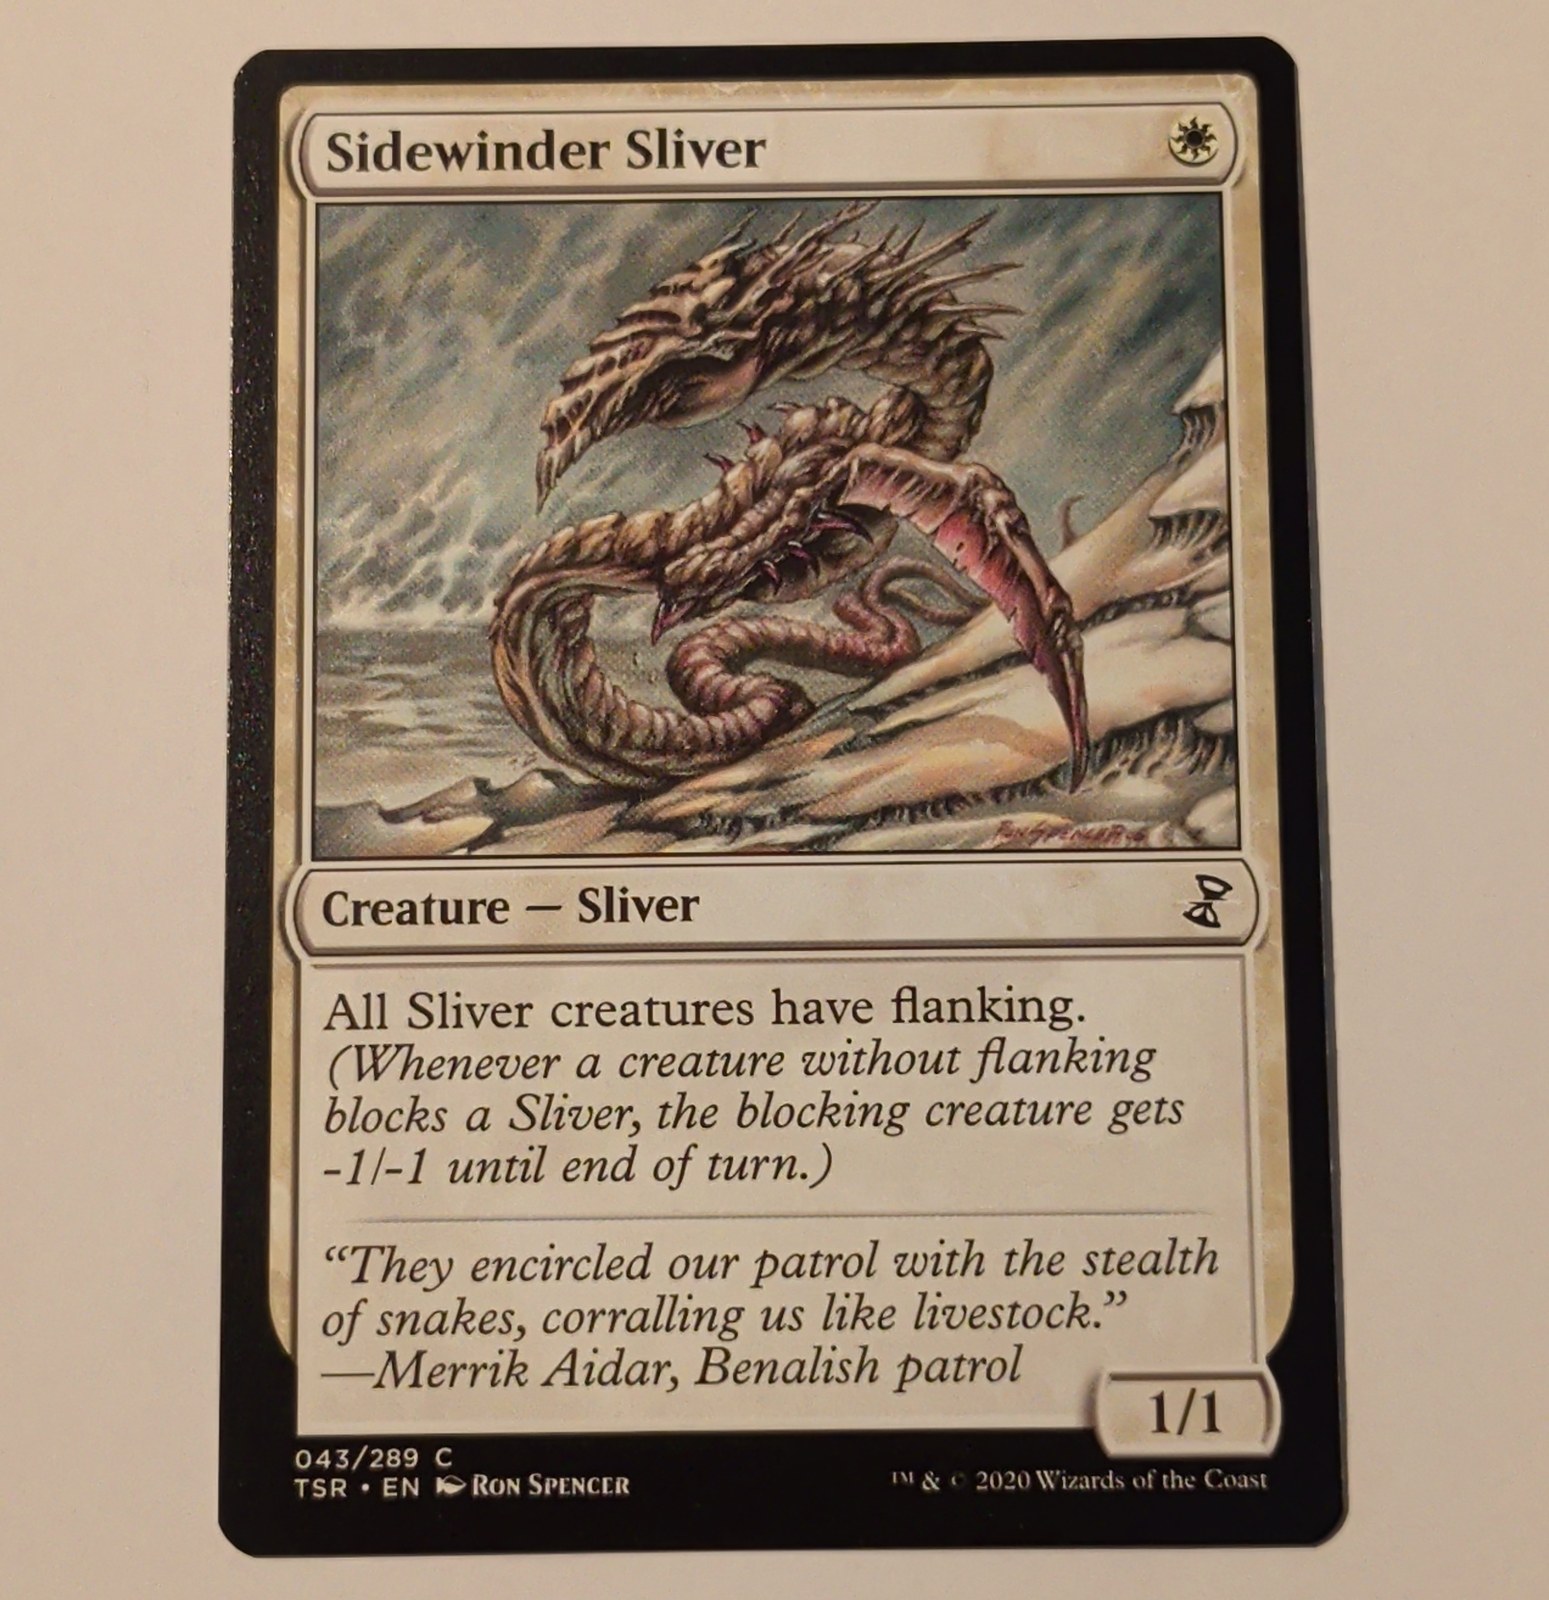 Sidewinder Sliver
RON SPENCER
Creature — Sliver
All Sliver creatures have flanking.
(Whenever a creature without flanking
blocks a Sliver, the blocking creature gets
-1/-1 until end of turn.)
“They encircled our patrol with the stealth
of snakes, corralling us like livestock.”
—Merrik Aidar, Benalish patrol
1/1
043/289 C
TSR • EN RON SPENCER
™ & © 2020 Wizards of the Coast